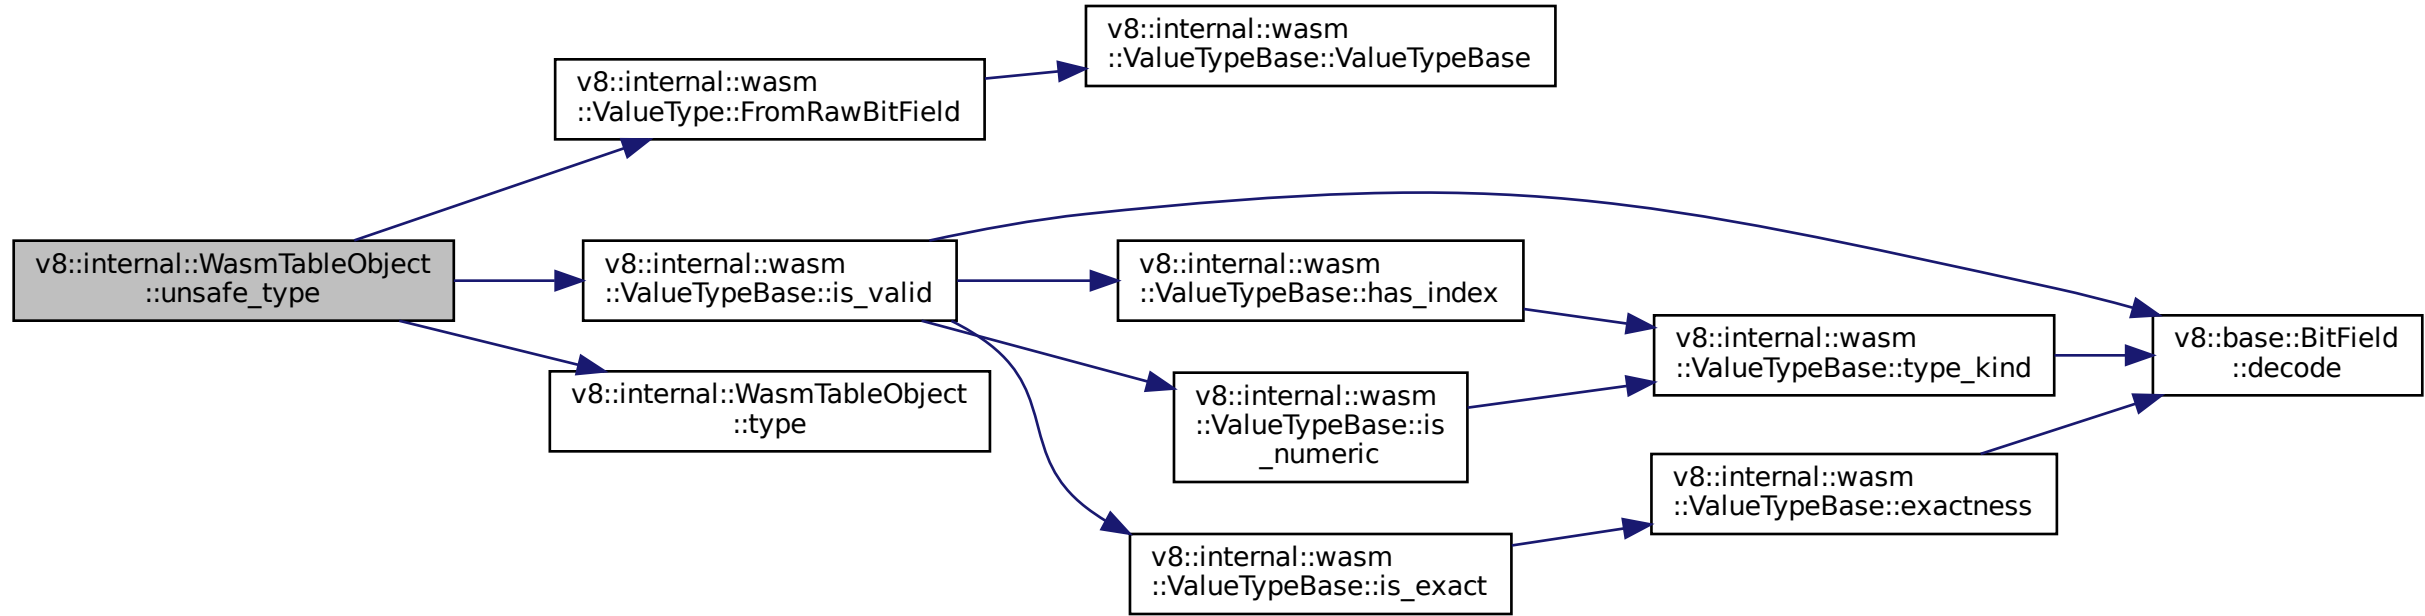 v8::internal::WasmTableObject
::unsafe_type
v8::internal::wasm
::ValueType::FromRawBitField
v8::internal::wasm
::ValueTypeBase::ValueTypeBase
v8::internal::wasm
::ValueTypeBase::is_valid
v8::internal::WasmTableObject
::type
v8::internal::wasm
::ValueTypeBase::has_index
v8::internal::wasm
::ValueTypeBase::is
_numeric
v8::internal::wasm
::ValueTypeBase::is_exact
v8::internal::wasm
::ValueTypeBase::type_kind
v8::internal::wasm
::ValueTypeBase::exactness
v8::base::BitField
::decode